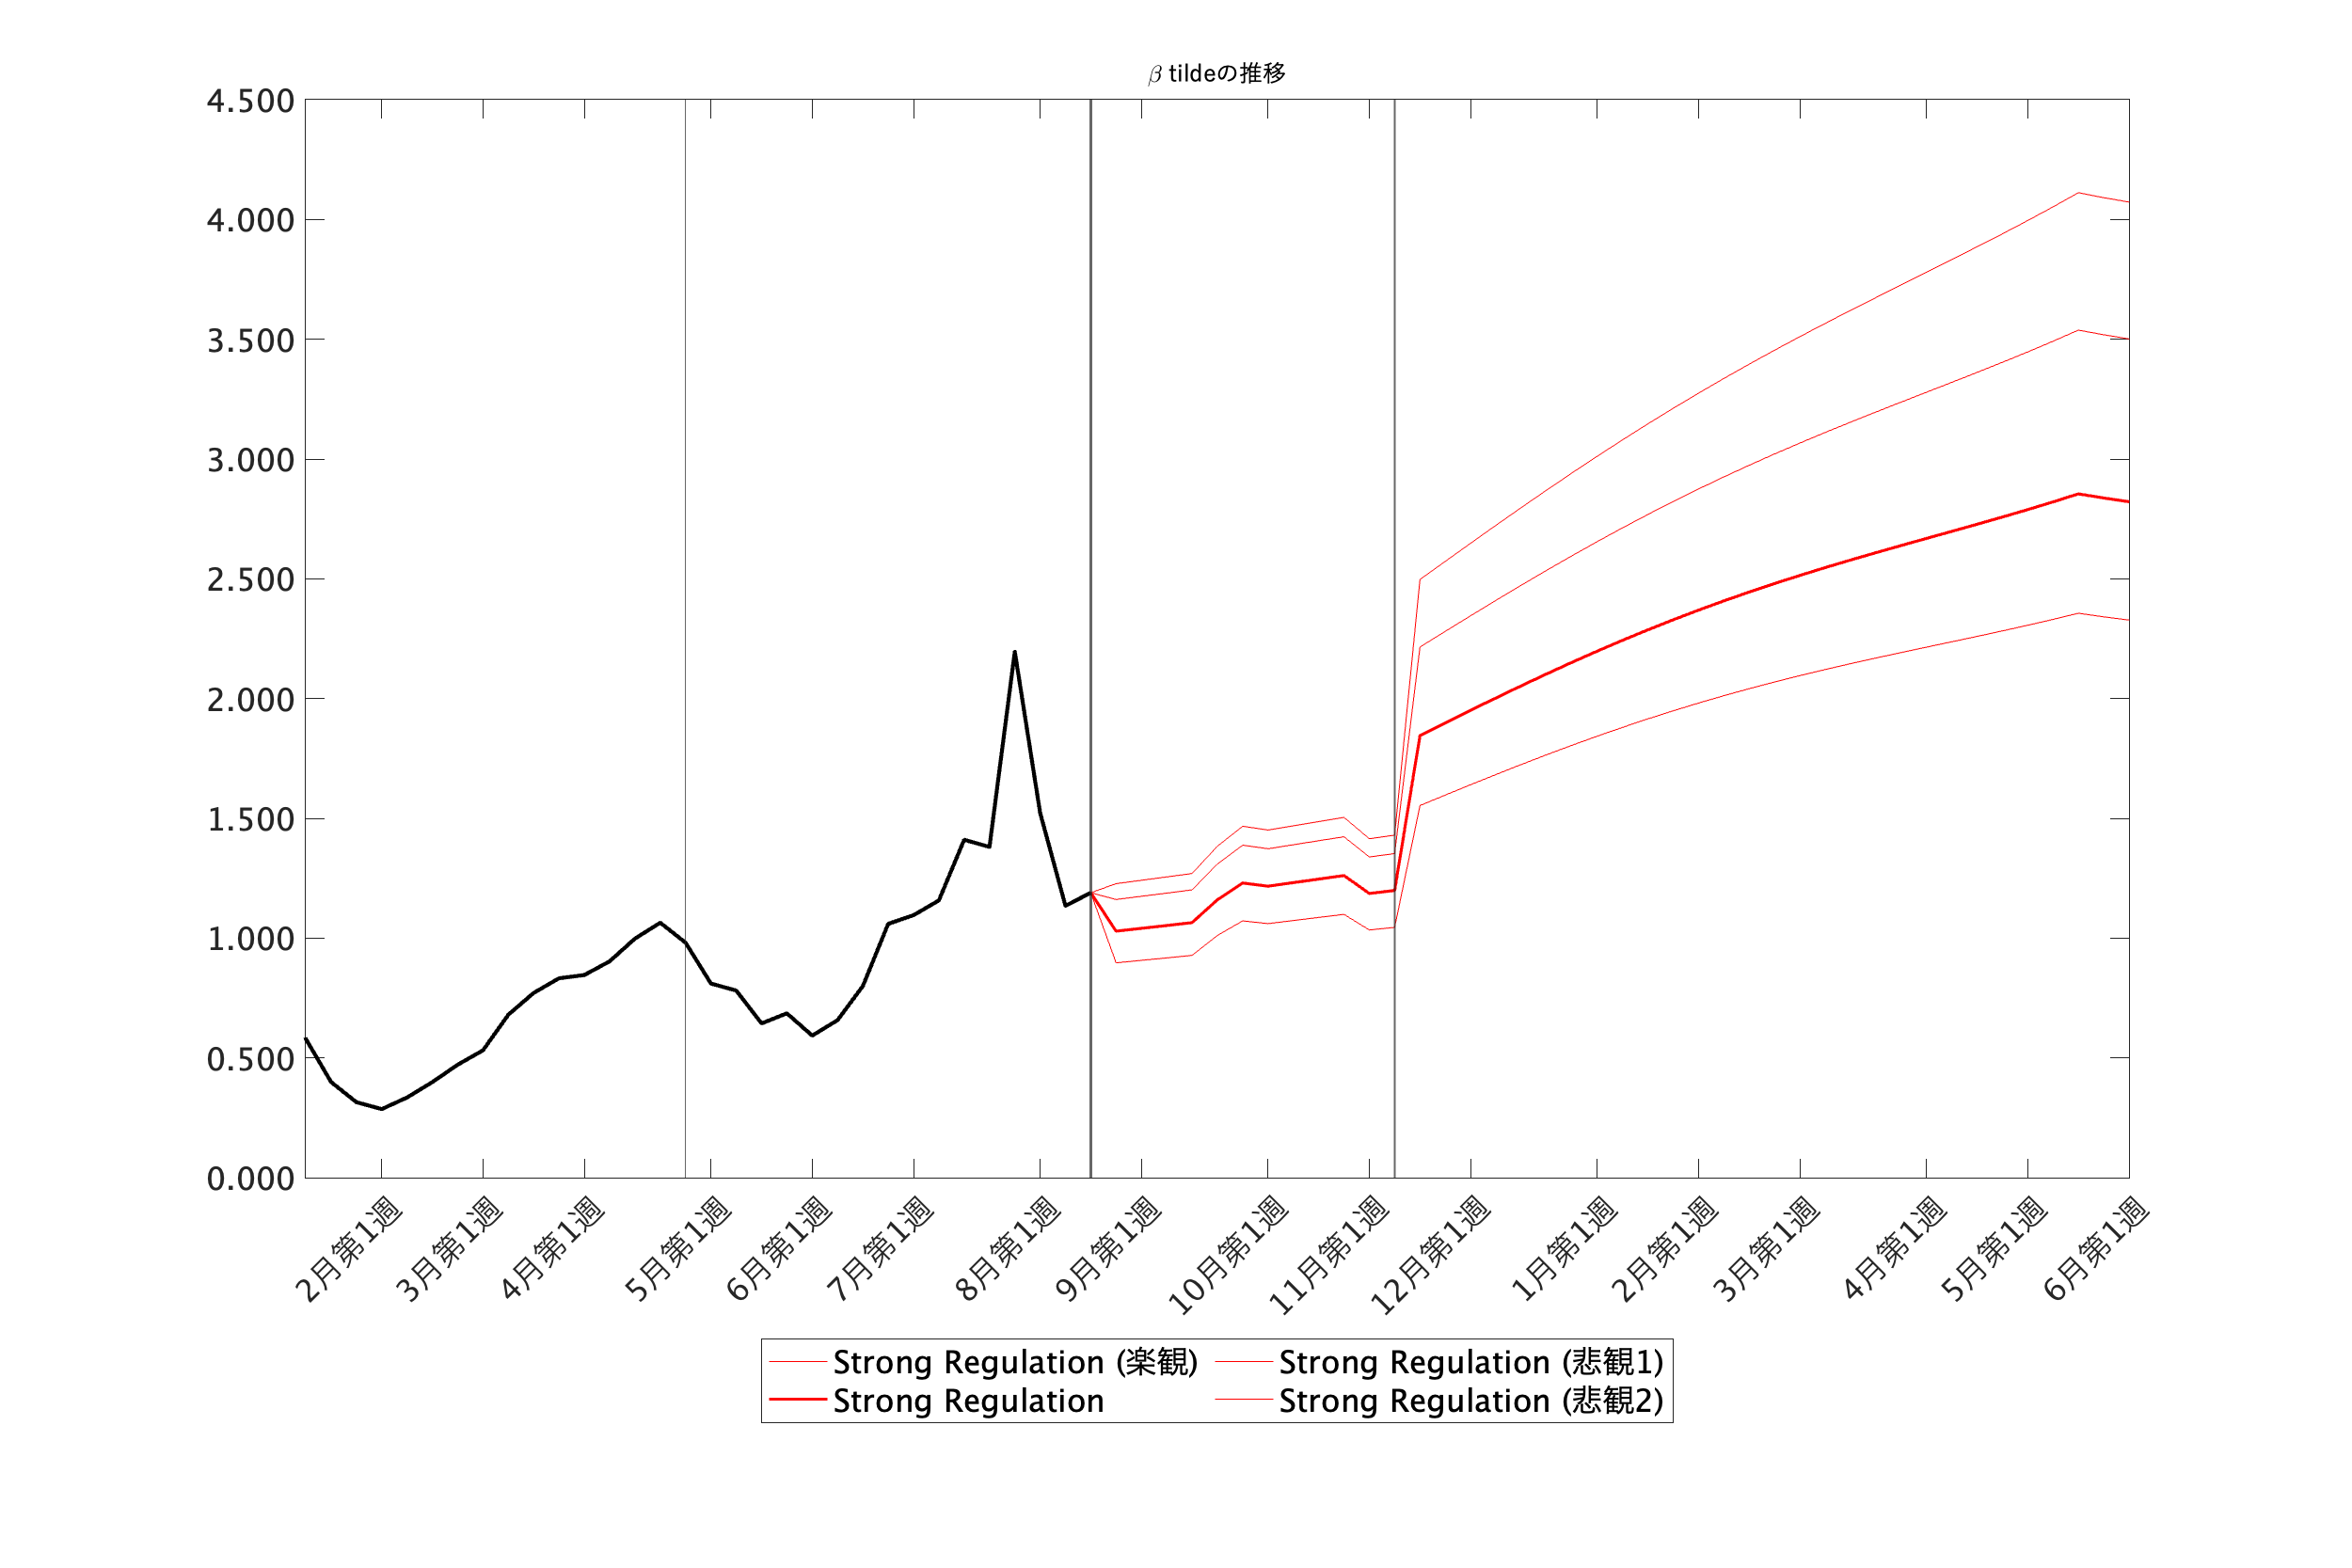 β tildeの推移
4.500
4.000
3.500
3.000
2.500
2.000
1.500
1.000
0.500
0.000
2月第1週
3月第1週
4月第1週
5月第1週
6月第1週
7月第1週
8月第1週
9月第1週
10月第1週
11月第1週
12月第1週
1月第1週
2月第1週
3月第1週
4月第1週
5月第1週
6月第1週
Strong Regulation (楽観)
Strong Regulation (悲観1)
Strong Regulation
Strong Regulation (悲観2)